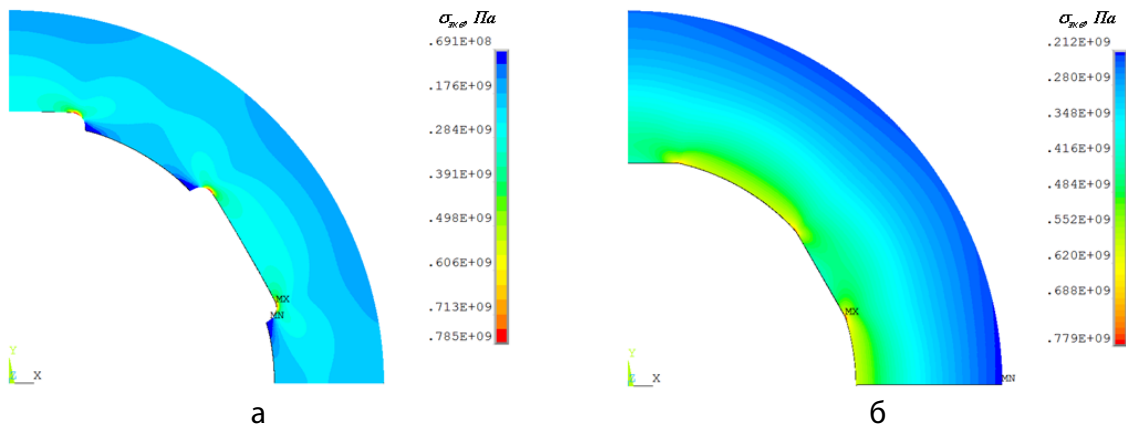 σэкв, Па
.691E+08
.176E+09
.284E+09
.391E+09
.498E+09
.606E+09
.713E+09
.785E+09
MX
MN
Y
Z X
а
σэкв, Па
.212E+09
.280E+09
.348E+09
.416E+09
.484E+09
.552E+09
.620E+09
.688E+09
.779E+09
MX
MN
Y
Z X
б